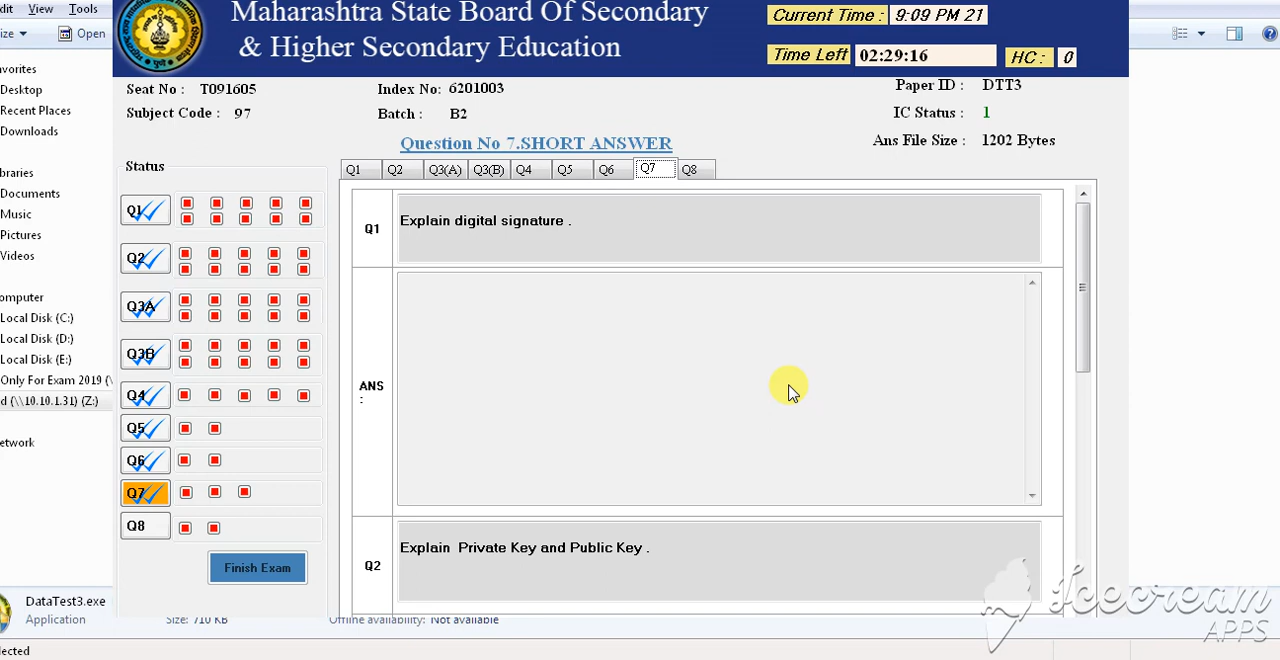 dit View Tools
ize Open
Maharashtra State Board Of Secondary
& Higher Secondary Education
Current Time : 9:09 PM 21
Time Left 02:29:16 HC : 0
avorites
Desktop
Recent Places
Downloads
braries
Documents
Music
Pictures
Videos
omputer
Local Disk (C:)
Local Disk (D:)
Local Disk (E:)
Only For Exam 2019 (\
d (\\10.10.1.31) (Z:)
etwork
Seat No : T091605 Index No: 6201003 Paper ID : DTT3
Subject Code : 97 Batch : B2 IC Status : 1
Ans File Size : 1202 Bytes
Question No 7.SHORT ANSWER
Status
Q1 Q2 Q3(A) Q3(B) Q4 Q5 Q6 Q7 Q8
Q1
Q2
Q3A
Q3B
Q4
Q5
Q6
Q7
Q8
Finish Exam
Q1 Explain digital signature .
ANS
:
Q2 Explain Private Key and Public Key .
DataTest3.exe
Application Size: 710 KB Offline availability: Not available
lected
Icecream
APPS